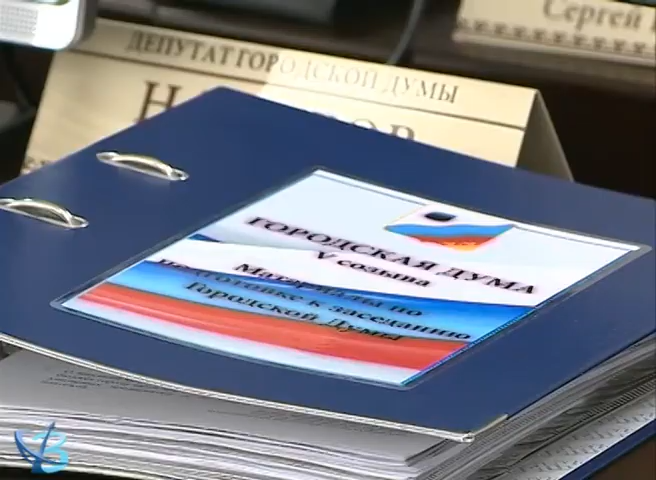 Сергей
ДЕПУТАТ ГОРОДСКОЙ ДУМЫ
ГОРОДСКАЯ ДУМА
V созыва
Материалы по
подготовке к заседанию
Городской Думы